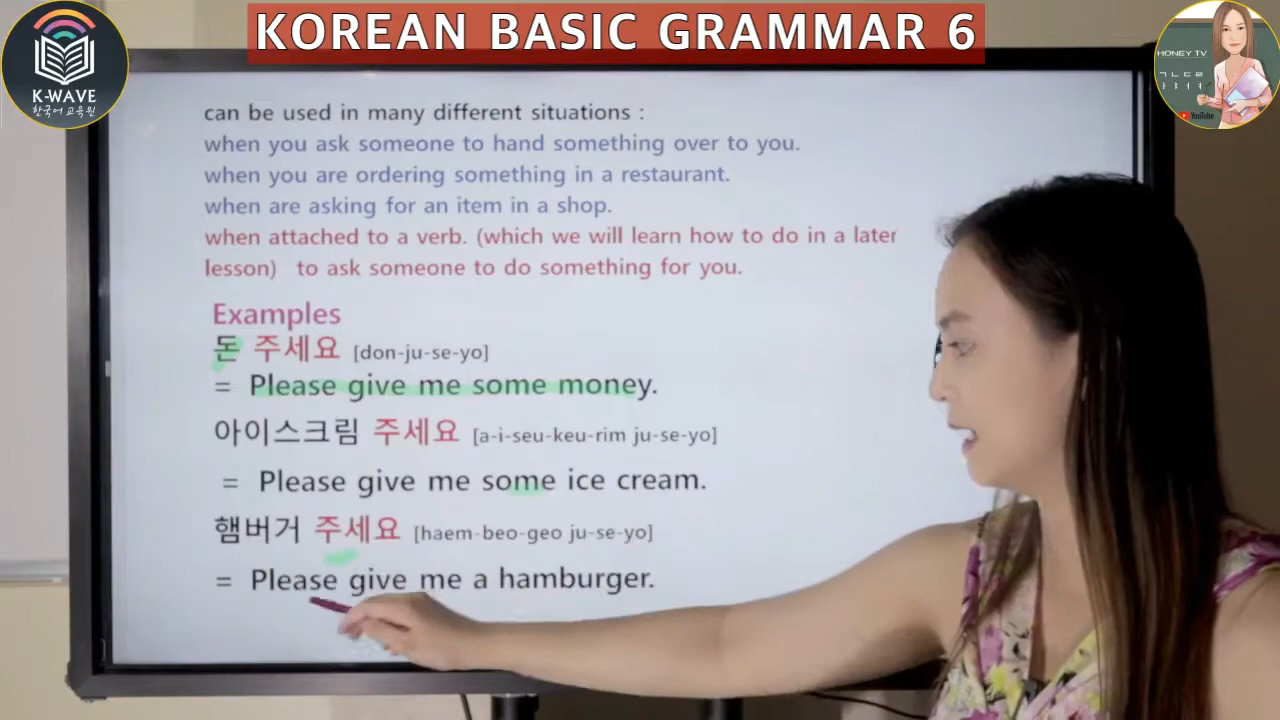 KOREAN BASIC GRAMMAR 6
K-WAVE
한국어 교육원
HONEY TV
ㄱㄴㄷㄹ
ㅏㅑㅓㅕ
YouTube
can be used in many different situations :
when you ask someone to hand something over to you.
when you are ordering something in a restaurant.
when are asking for an item in a shop.
when attached to a verb. (which we will learn how to do in a later
lesson) to ask someone to do something for you.
Examples
돈 주세요 [don-ju-se-yo]
= Please give me some money.
아이스크림 주세요 [a-i-seu-keu-rim ju-se-yo]
= Please give me some ice cream.
햄버거 주세요 [haem-beo-geo ju-se-yo]
= Please give me a hamburger.